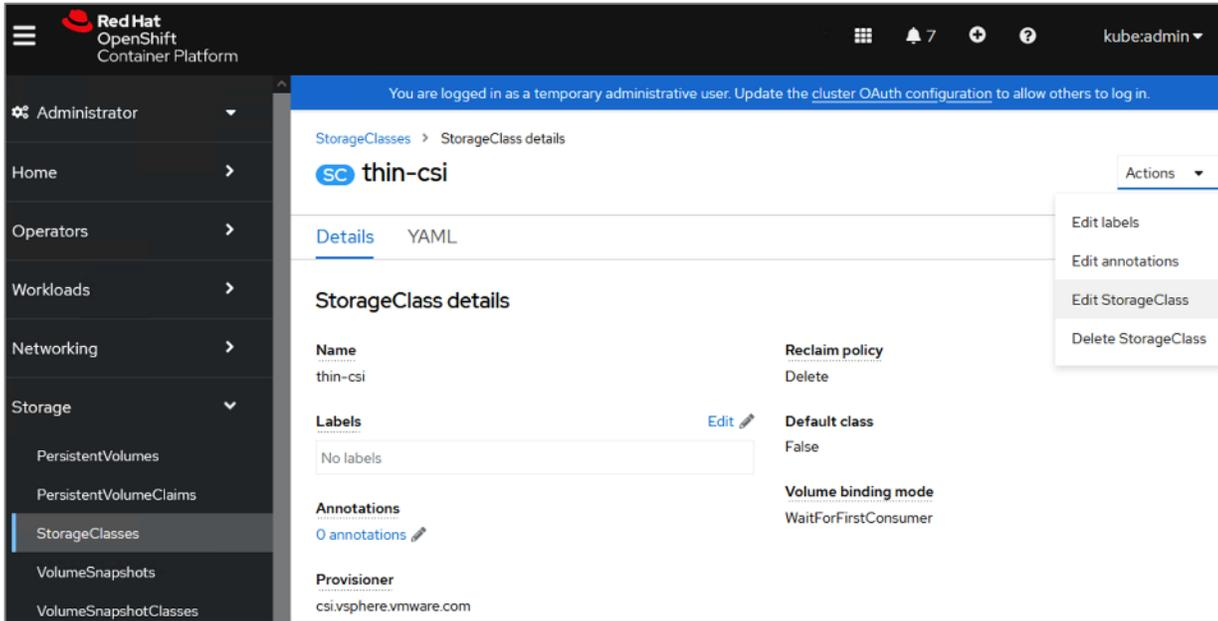 Red Hat
OpenShift
Container Platform
7
kube:admin
You are logged in as a temporary administrative user. Update the cluster OAuth configuration to allow others to log in.
Administrator
Home
Operators
Workloads
Networking
Storage
PersistentVolumes
PersistentVolumeClaims
StorageClasses
VolumeSnapshots
VolumeSnapshotClasses
StorageClasses > StorageClass details
SC thin-csi
Actions
Edit labels
Edit annotations
Edit StorageClass
Delete StorageClass
Details YAML
StorageClass details
Name
thin-csi
Labels
Edit
No labels
Annotations
0 annotations
Provisioner
csi.vsphere.vmware.com
Reclaim policy
Delete
Default class
False
Volume binding mode
WaitForFirstConsumer